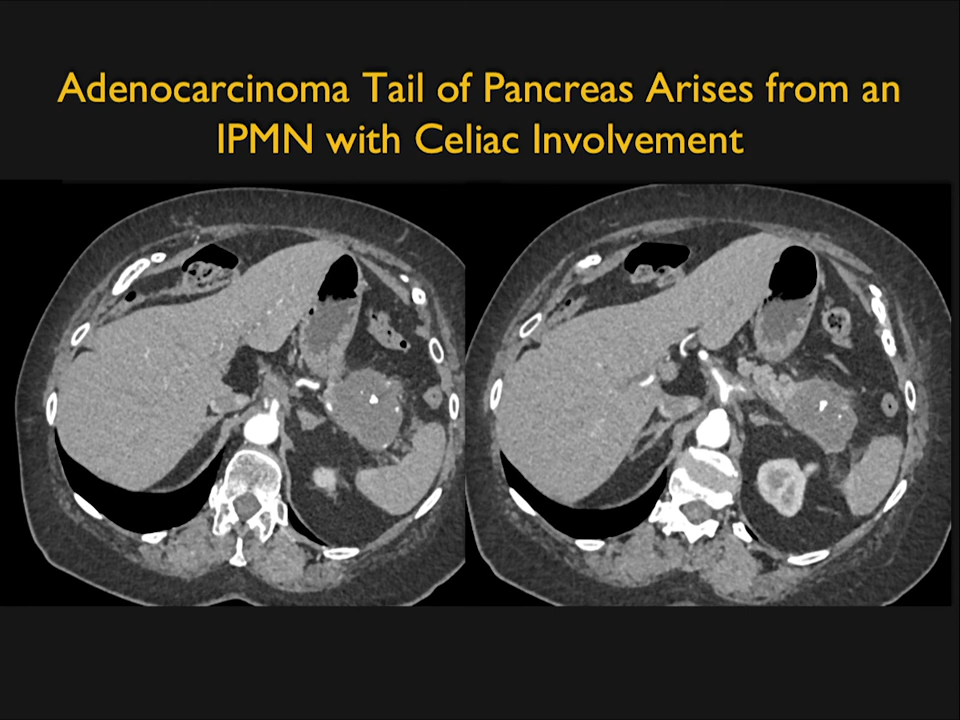 Adenocarcinoma Tail of Pancreas Arises from an
IPMN with Celiac Involvement